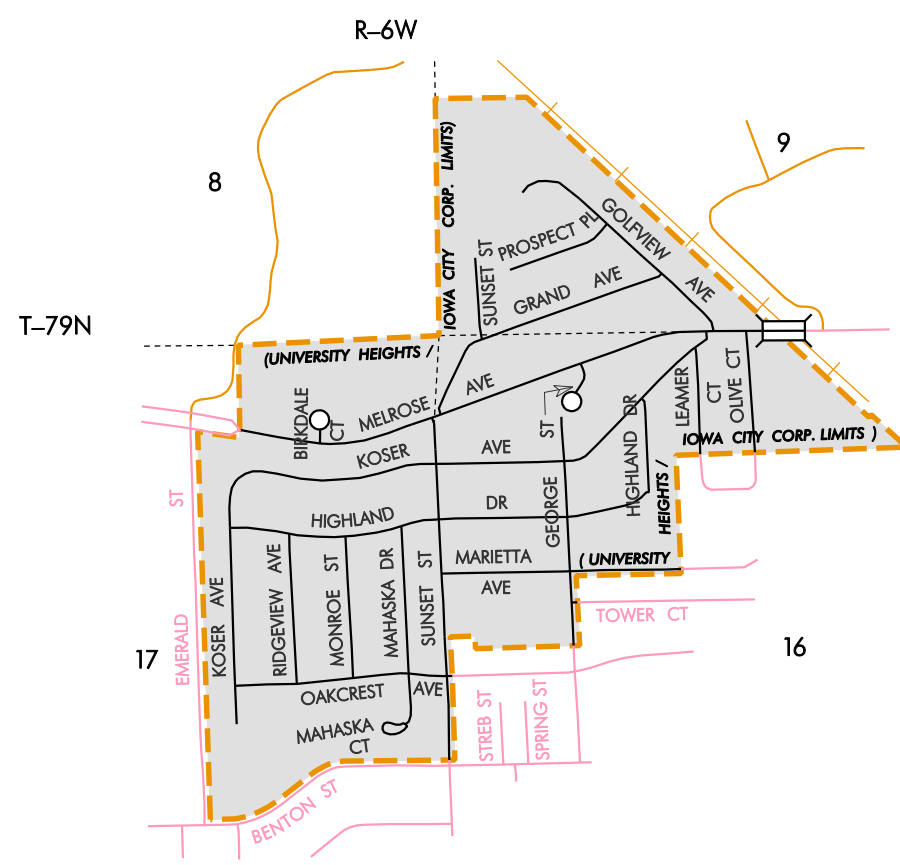 R–6W
9
8
IOWA CITY CORP. LIMITS)
GOLFVIEW AVE
PROSPECT PL
SUNSET ST
GRAND AVE
T–79N
(UNIVERSITY HEIGHTS /
MELROSE AVE
BIRKDALE CT
LEAMER CT
OLIVE CT
IOWA CITY CORP. LIMITS )
KOSER AVE
HIGHLAND DR
GEORGE ST
HIGHLAND DR
HEIGHTS /
( UNIVERSITY
EMERALD ST
KOSER AVE
RIDGEVIEW AVE
MONROE ST
MAHASKA DR
SUNSET ST
MARIETTA
AVE
TOWER CT
17
16
OAKCREST AVE
MAHASKA
CT
STREB ST
SPRING ST
BENTON ST